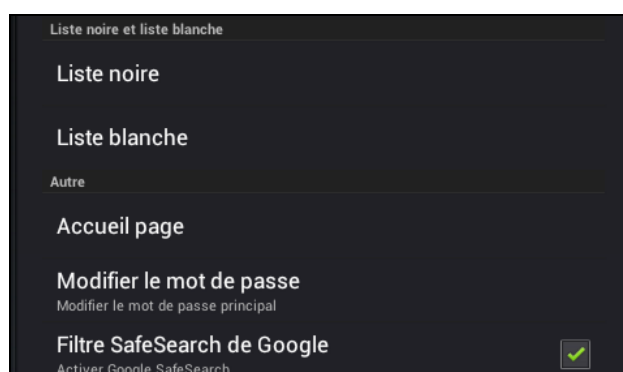 Liste noire et liste blanche
Liste noire
Liste blanche
Autre
Accueil page
Modifier le mot de passe
Modifier le mot de passe principal
Filtre SafeSearch de Google
Activer Google SafeSearch